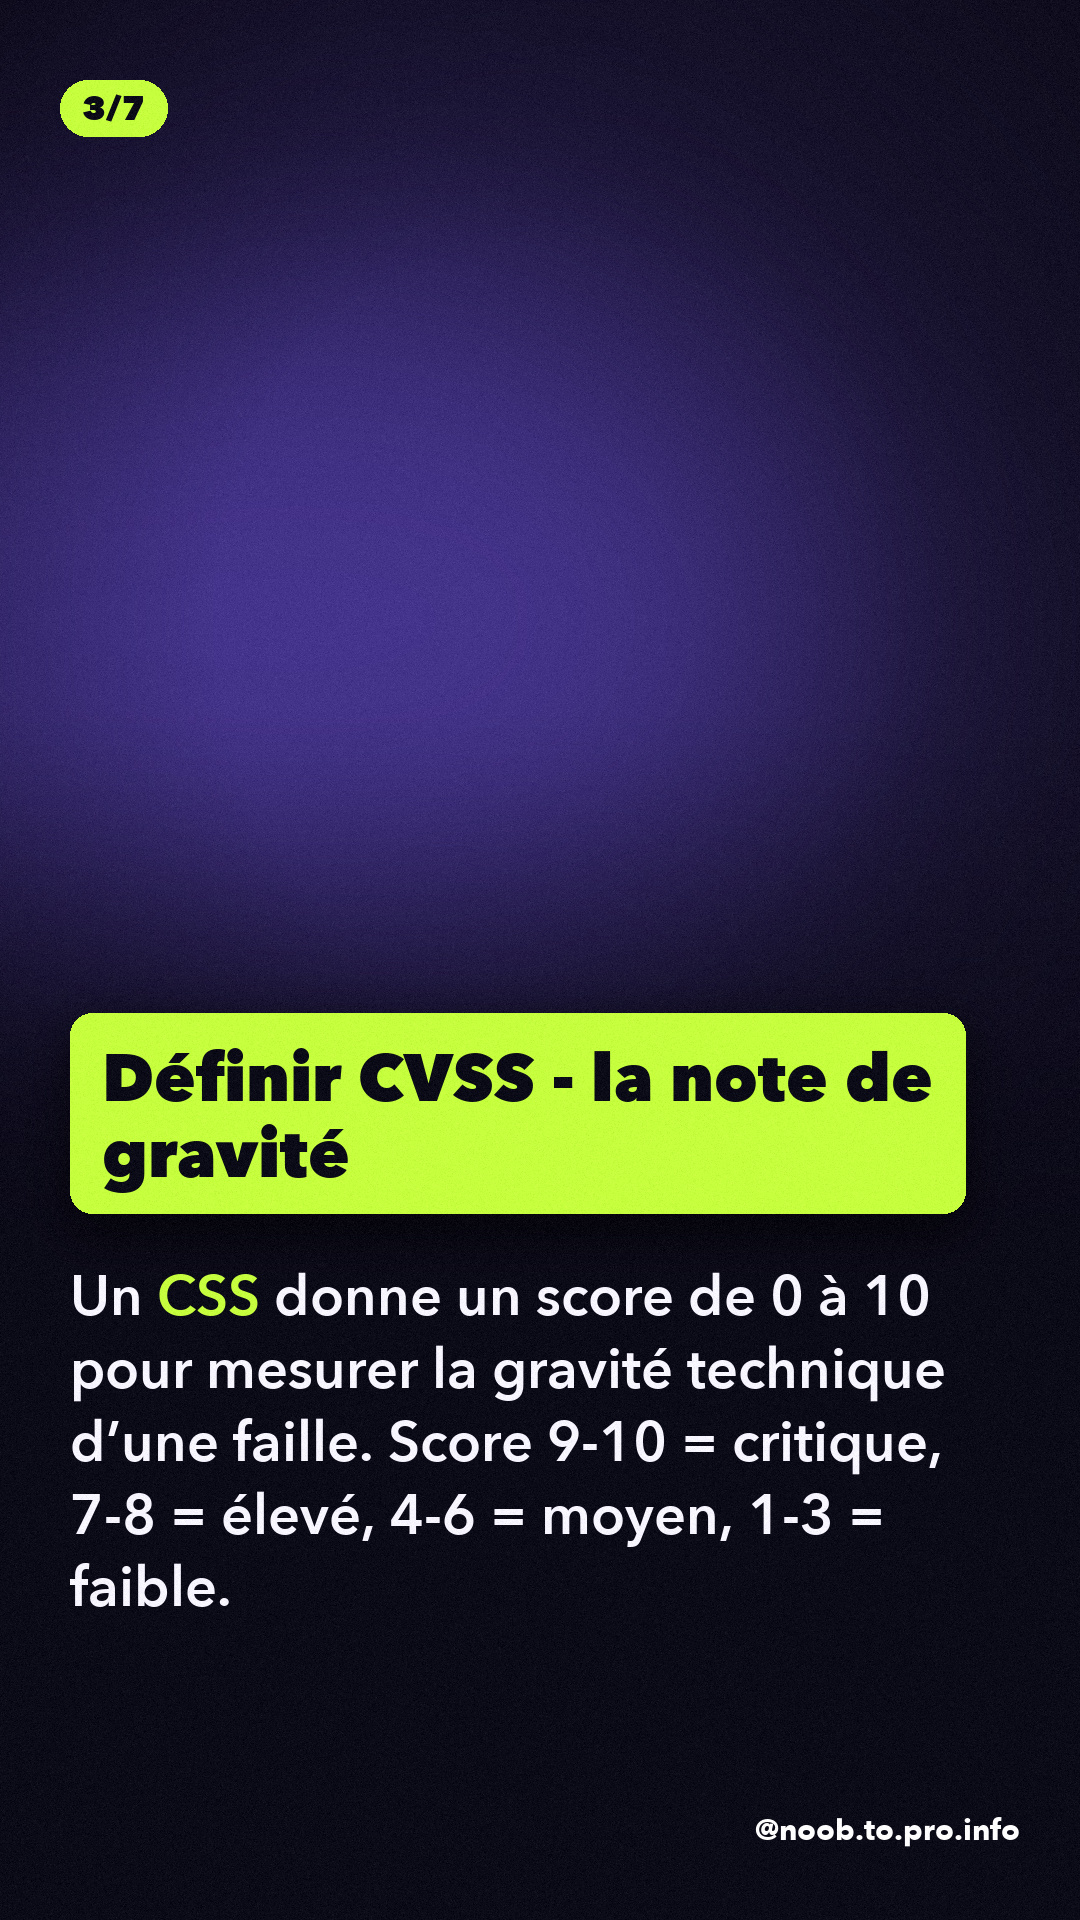 3/7
Définir CVSS - la note de
gravité
Un CSS donne un score de 0 à 10
pour mesurer la gravité technique
d’une faille. Score 9-10 = critique,
7-8 = élevé, 4-6 = moyen, 1-3 =
faible.
@noob.to.pro.info